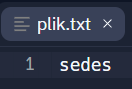 plik.txt ×
1 sedes